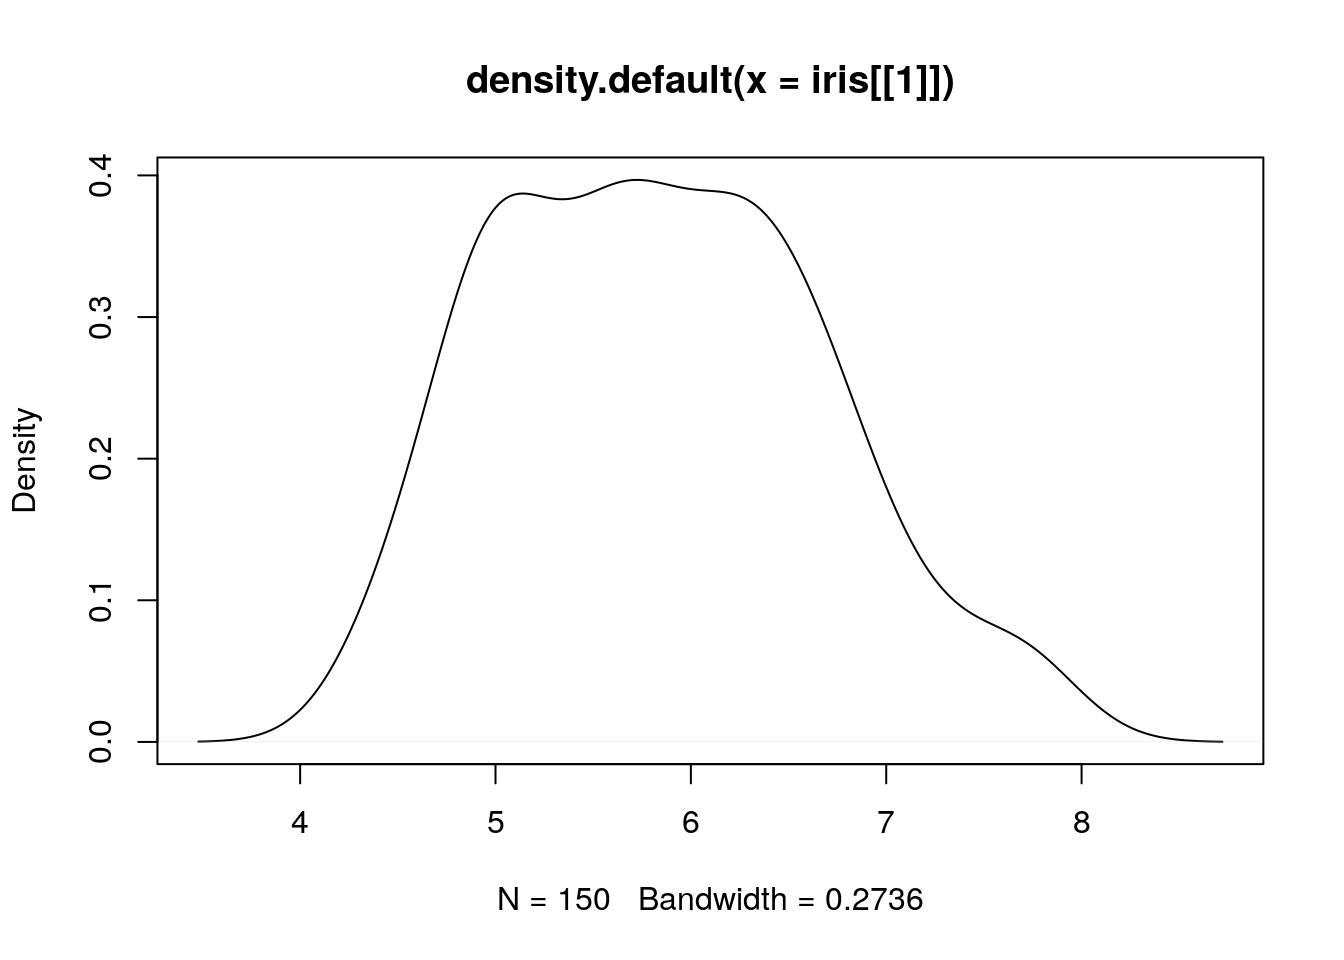 density.default(x = iris[[1]])
0.4
0.3
0.2
0.1
0.0
Density
4 5 6 7 8
N = 150   Bandwidth = 0.2736